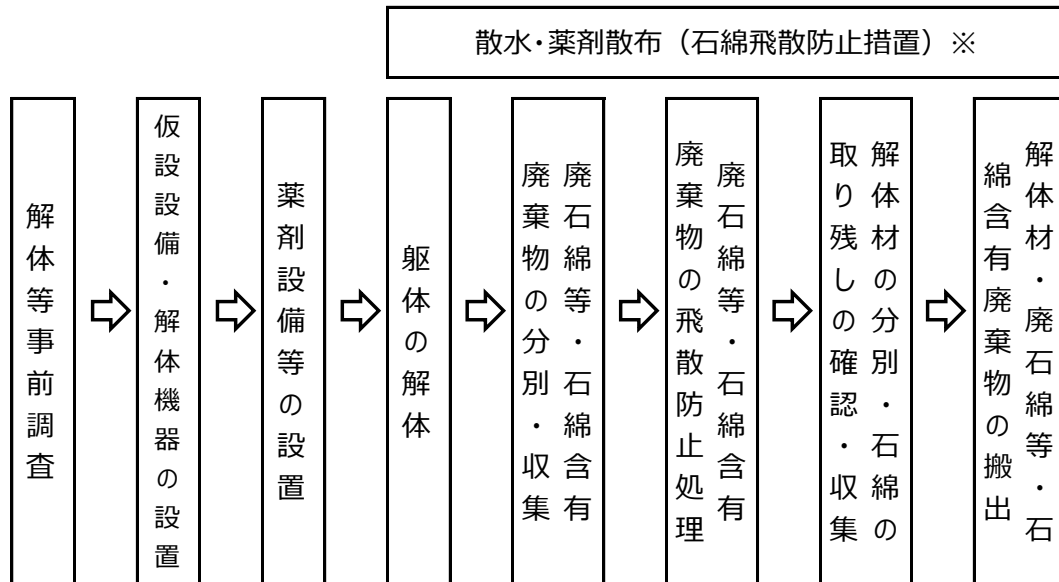 散水・薬剤散布（石綿飛散防止措置）※
解体等事前調査
仮設設備・解体機器の設置
薬剤設備等の設置
躯体の解体
廃石綿等・石綿含有
廃棄物の分別・収集
廃石綿等・石綿含有
廃棄物の飛散防止処理
解体材の分別・石綿の
取り残しの確認・収集
解体材・廃石綿等・石
綿含有廃棄物の搬出